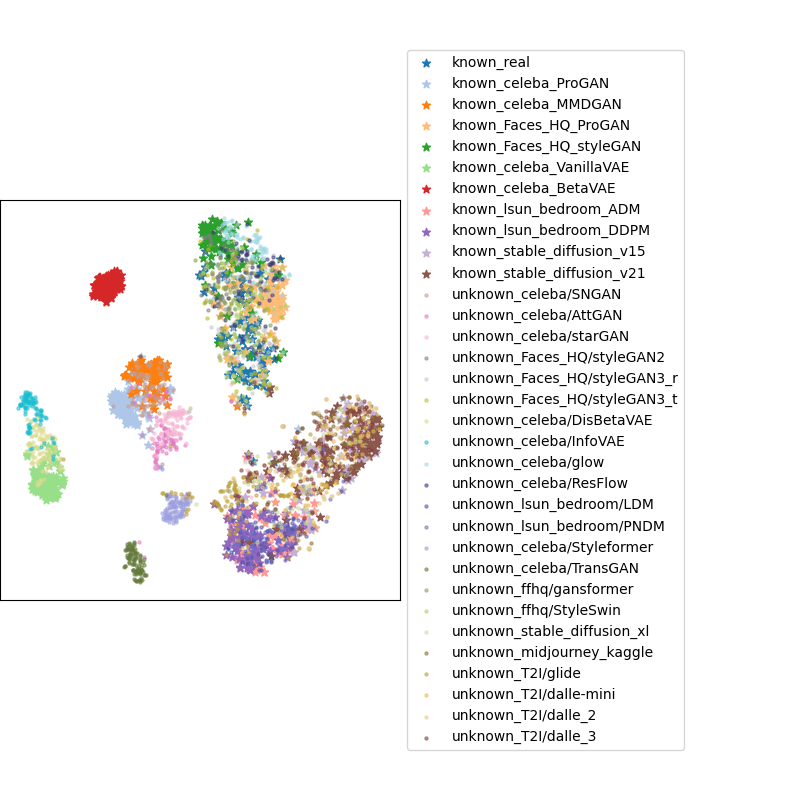 known_real
known_celeba_ProGAN
known_celeba_MMDGAN
known_Faces_HQ_ProGAN
known_Faces_HQ_styleGAN
known_celeba_VanillaVAE
known_celeba_BetaVAE
known_lsun_bedroom_ADM
known_lsun_bedroom_DDPM
known_stable_diffusion_v15
known_stable_diffusion_v21
unknown_celeba/SNGAN
unknown_celeba/AttGAN
unknown_celeba/starGAN
unknown_Faces_HQ/styleGAN2
unknown_Faces_HQ/styleGAN3_r
unknown_Faces_HQ/styleGAN3_t
unknown_celeba/DisBetaVAE
unknown_celeba/InfoVAE
unknown_celeba/glow
unknown_celeba/ResFlow
unknown_lsun_bedroom/LDM
unknown_lsun_bedroom/PNDM
unknown_celeba/Styleformer
unknown_celeba/TransGAN
unknown_ffhq/gansformer
unknown_ffhq/StyleSwin
unknown_stable_diffusion_xl
unknown_midjourney_kaggle
unknown_T2I/glide
unknown_T2I/dalle-mini
unknown_T2I/dalle_2
unknown_T2I/dalle_3